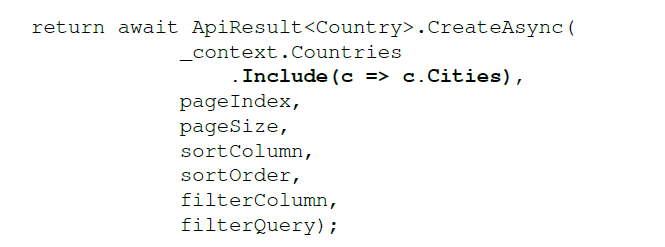 return await ApiResult<Country>.CreateAsync(
_context.Countries
.Include(c => c.Cities),
pageIndex,
pageSize,
sortColumn,
sortOrder,
filterColumn,
filterQuery);